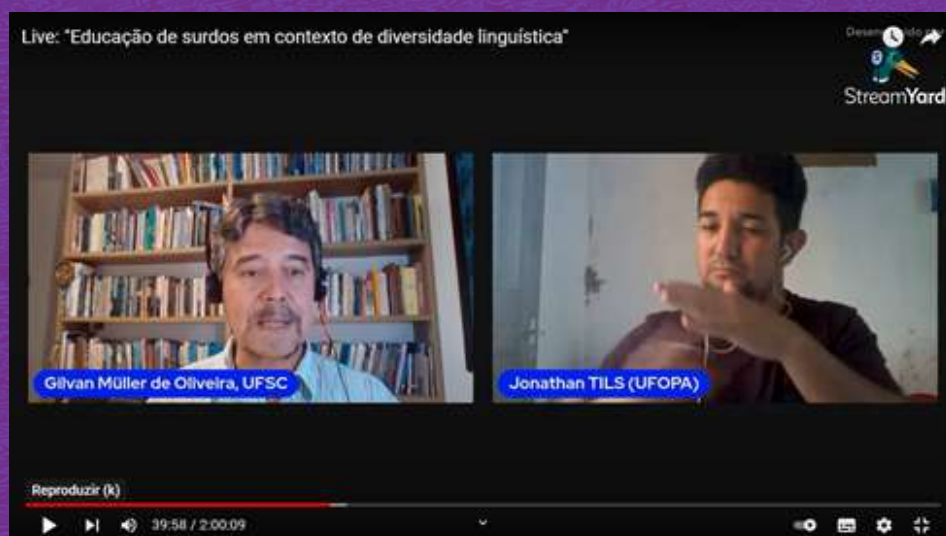 Live: "Educação de surdos em contexto de diversidade linguística"
StreamYard
Gilvan Müller de Oliveira, UFSC
Jonathan TILS (UFOPA)
Reproduzir (k)
39:58 / 2:00:09